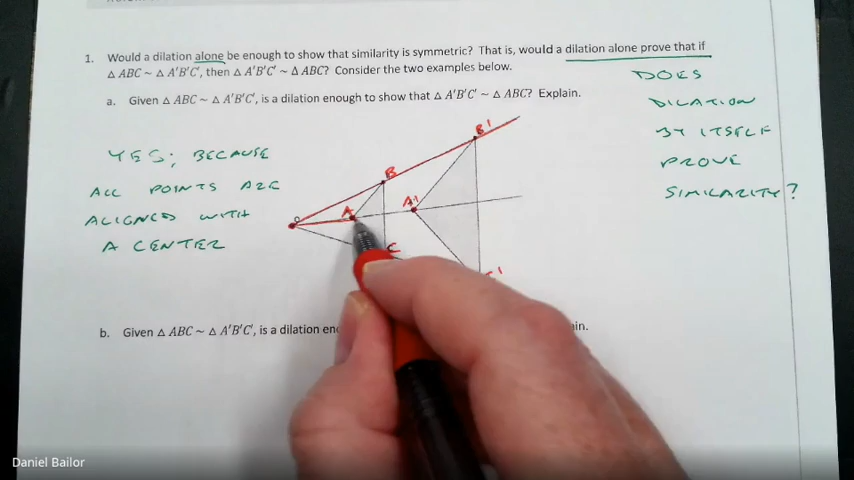 1. Would a dilation alone be enough to show that similarity is symmetric? That is, would a dilation alone prove that if
△ ABC ~ △ A'B'C', then △ A'B'C' ~ △ ABC? Consider the two examples below.
a. Given △ ABC ~ △ A'B'C', is a dilation enough to show that △ A'B'C' ~ △ ABC? Explain.
DOES
DILATION
BY ITSELF
PROVE
SIMILARITY?
YES; BECAUSE
ALL POINTS ARE
ALIGNED WITH
A CENTER
B'
B
A'
A
O
C
b. Given △ ABC ~ △ A'B'C', is a dilation
Daniel Bailor